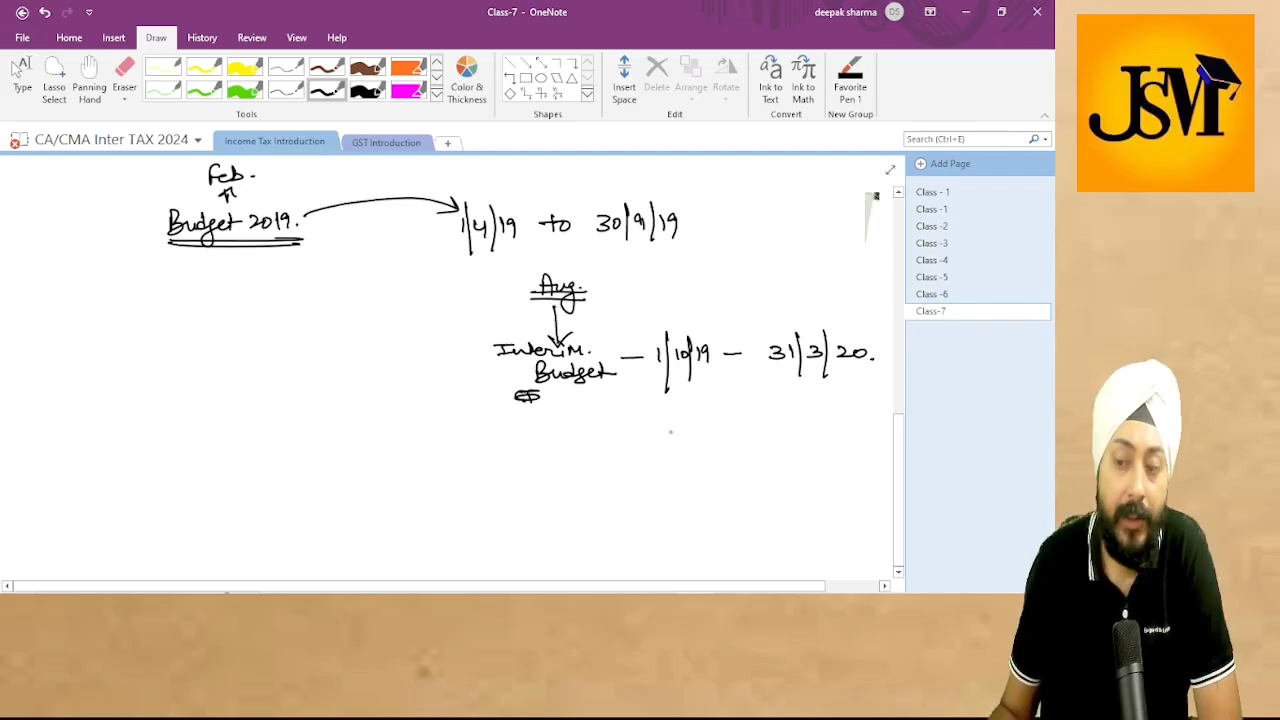 Class-7 - OneNote
deepak sharma
DS
File
Home
Insert
Draw
History
Review
View
Help
Type
Lasso Select
Panning Hand
Eraser
Color & Thickness
Insert Space
Delete
Arrange
Rotate
Ink to Text
Ink to Math
Favorite Pen 1
Tools
Shapes
Edit
Convert
New Group
CA/CMA Inter TAX 2024
Income Tax Introduction
GST Introduction
Search (Ctrl+E)
Add Page
Class - 1
Class -1
Class -2
Class -3
Class -4
Class -5
Class -6
Class-7
Feb.
Budget 2019.
1|4|19 to 30|9|19
Aug.
Interim. Budget — 1|10|19 — 31|3|20.
JSM